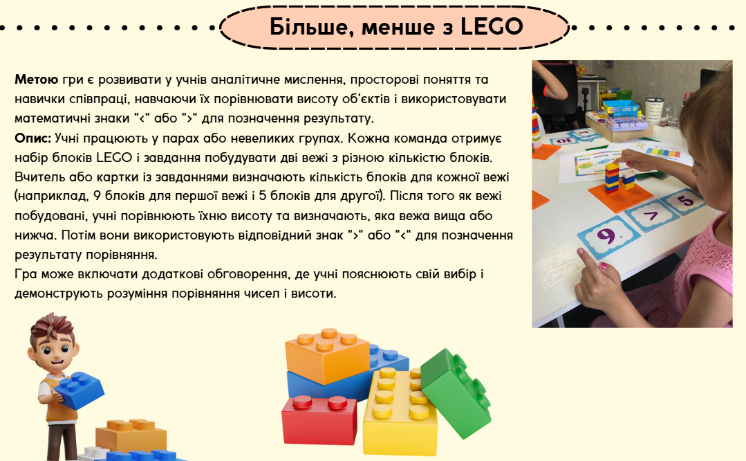 Більше, менше з LEGO
Метою гри є розвивати у учнів аналітичне мислення, просторові поняття та
навички співпраці, навчаючи їх порівнювати висоту об'єктів і використовувати
математичні знаки "<" або ">" для позначення результату.
Опис: Учні працюють у парах або невеликих групах. Кожна команда отримує
набір блоків LEGO і завдання побудувати дві вежі з різною кількістю блоків.
Вчитель або картки із завданнями визначають кількість блоків для кожної вежі
(наприклад, 9 блоків для першої вежі і 5 блоків для другої). Після того як вежі
побудовані, учні порівнюють їхню висоту та визначають, яка вежа вища або
нижча. Потім вони використовують відповідний знак ">" або "<" для позначення
результату порівняння.
Гра може включати додаткові обговорення, де учні пояснюють свій вибір і
демонструють розуміння порівняння чисел і висоти.
9 > 5